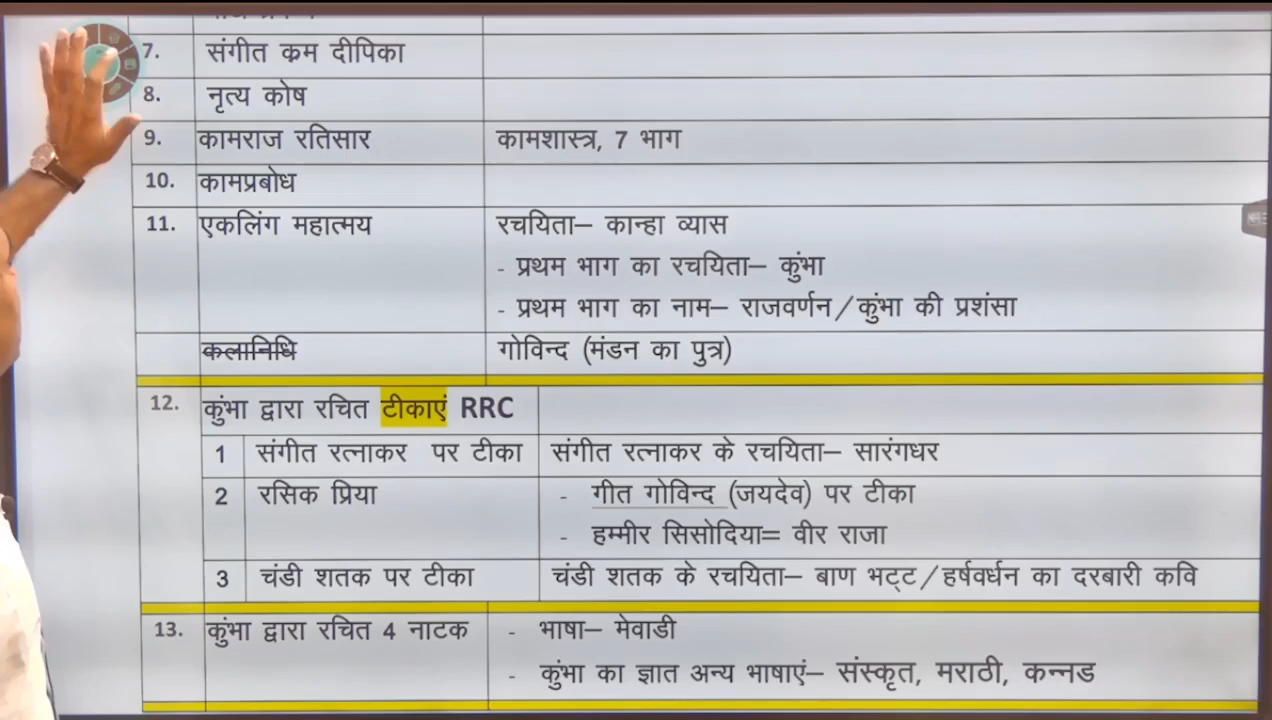 7. संगीत क्रम दीपिका
8. नृत्य कोष
9. कामराज रतिसार कामशास्त्र, 7 भाग
10. कामप्रबोध
11. एकलिंग महात्मय रचयिता– कान्हा व्यास
- प्रथम भाग का रचयिता– कुंभा
- प्रथम भाग का नाम– राजवर्णन/कुंभा की प्रशंसा
कलानिधि गोविन्द (मंडन का पुत्र)
12. कुंभा द्वारा रचित टीकाएं RRC
1 संगीत रत्नाकर पर टीका संगीत रत्नाकर के रचयिता– सारंगधर
2 रसिक प्रिया - गीत गोविन्द (जयदेव) पर टीका
- हम्मीर सिसोदिया= वीर राजा
3 चंडी शतक पर टीका चंडी शतक के रचयिता– बाण भट्ट/हर्षवर्धन का दरबारी कवि
13. कुंभा द्वारा रचित 4 नाटक - भाषा– मेवाडी
- कुंभा का ज्ञात अन्य भाषाएं– संस्कृत, मराठी, कन्नड